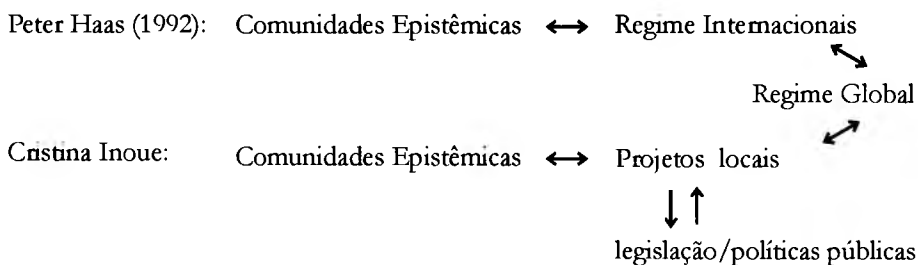 Peter Haas (1992): Comunidades Epistêmicas ↔ Regime Internacionais
Regime Global
Cristina Inoue: Comunidades Epistêmicas ↔ Projetos locais
↓↑
legislação/políticas públicas